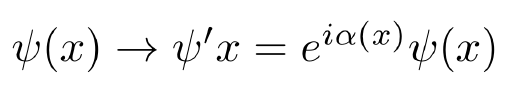 ψ(x) → ψ′x = e^{iα(x)}ψ(x)